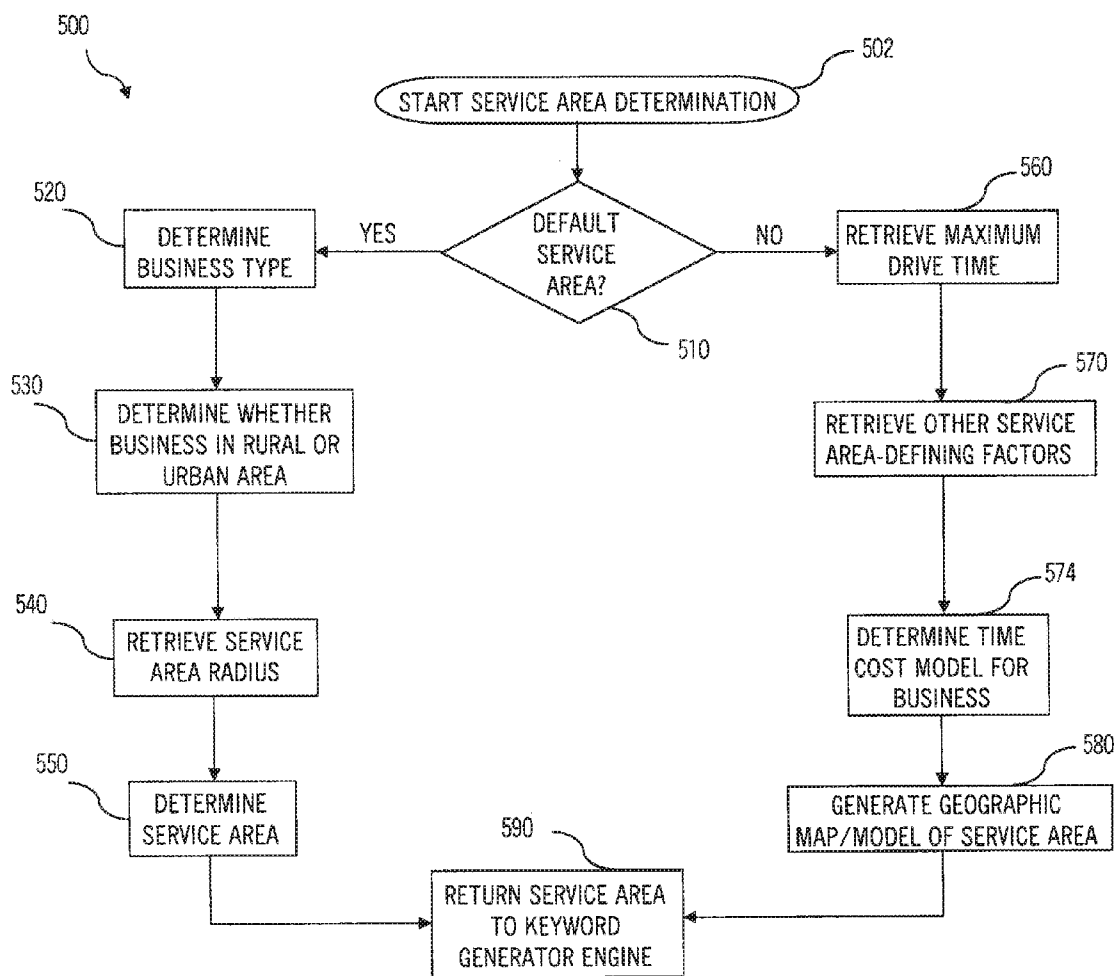 500
502
START SERVICE AREA DETERMINATION
520
560
DETERMINE
BUSINESS TYPE
YES
DEFAULT
SERVICE
AREA?
NO
RETRIEVE MAXIMUM
DRIVE TIME
510
530
570
DETERMINE WHETHER
BUSINESS IN RURAL OR
URBAN AREA
RETRIEVE OTHER SERVICE
AREA-DEFINING FACTORS
540
574
RETRIEVE SERVICE
AREA RADIUS
DETERMINE TIME
COST MODEL FOR
BUSINESS
550
580
DETERMINE
SERVICE AREA
GENERATE GEOGRAPHIC
MAP/MODEL OF SERVICE AREA
590
RETURN SERVICE AREA
TO KEYWORD
GENERATOR ENGINE